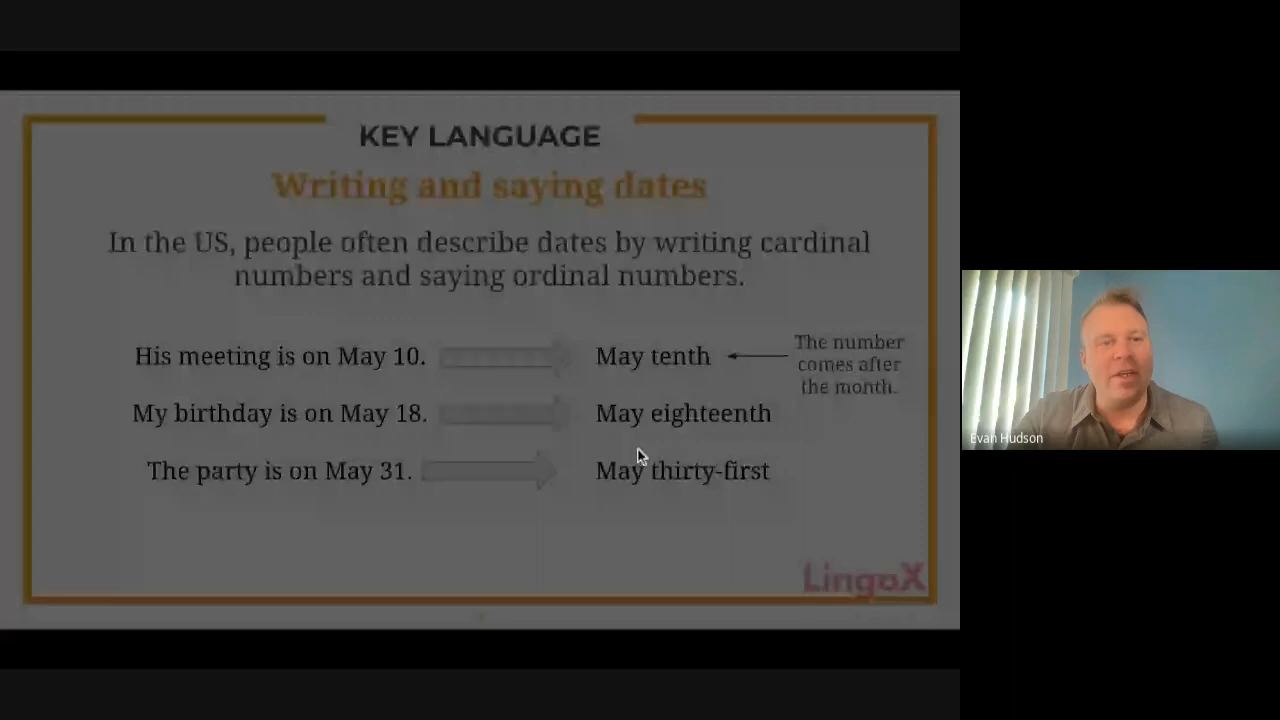 KEY LANGUAGE
Writing and saying dates
In the US, people often describe dates by writing cardinal
numbers and saying ordinal numbers.
His meeting is on May 10.
May tenth
The number
comes after
the month.
My birthday is on May 18.
May eighteenth
The party is on May 31.
May thirty-first
LingoX
Evan Hudson